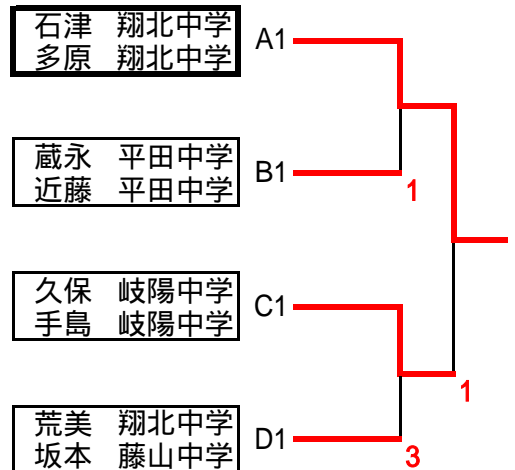 石津 翔北中学 A1
多原 翔北中学
蔵永 平田中学 B1
近藤 平田中学
1
久保 岐陽中学 C1
手島 岐陽中学
1
荒美 翔北中学 D1
坂本 藤山中学
3